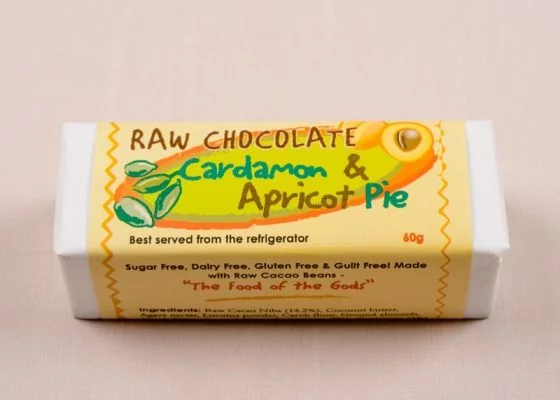 RAW CHOCOLATE
Cardamon &
Apricot Pie
Best served from the refrigerator
60g
Sugar Free, Dairy Free, Gluten Free & Guilt Free! Made
with Raw Cacao Beans -
"The Food of the Gods"
Ingredients: Raw Cacao Nibs (14.2%), Coconut butter,
Agave nectar, Lucuma powder, Carob flour, Ground almonds,